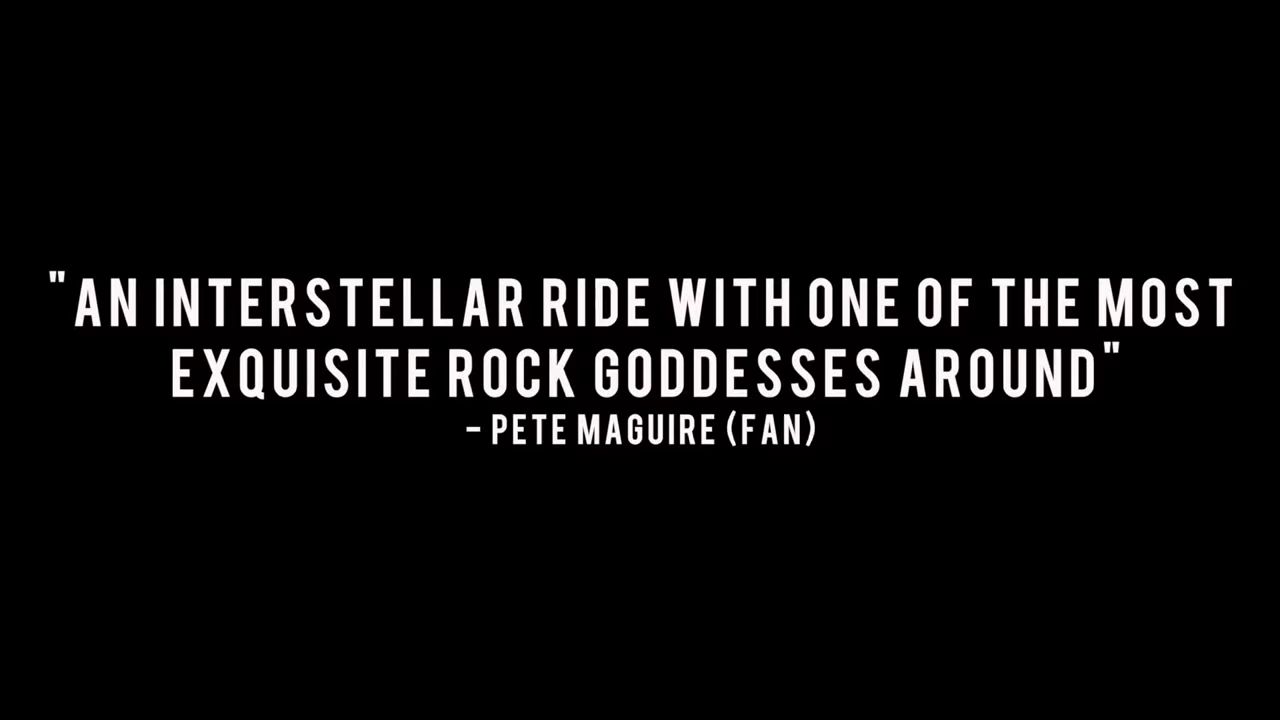 "AN INTERSTELLAR RIDE WITH ONE OF THE MOST
EXQUISITE ROCK GODDESSES AROUND"
- PETE MAGUIRE (FAN)